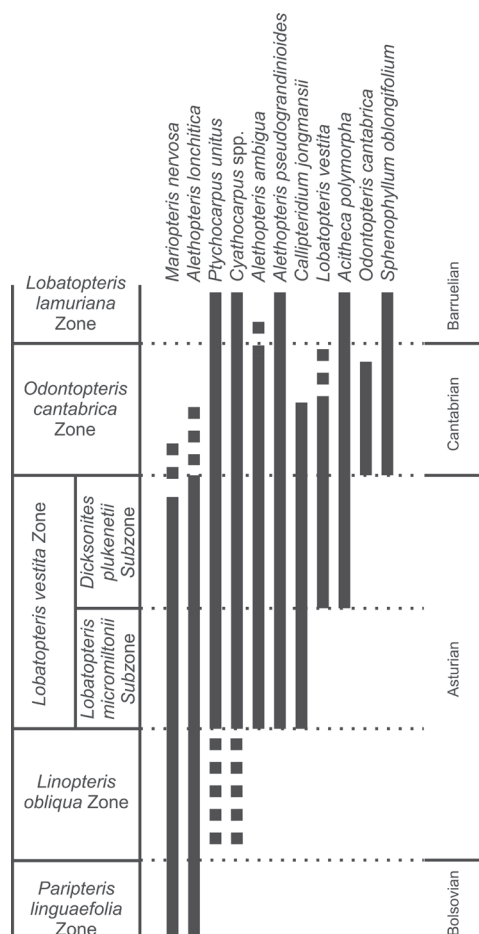 Mariopteris nervosa
Alethopteris lonchitica
Ptychocarpus unitus
Cyathocarpus spp.
Alethopteris ambigua
Alethopteris pseudograndinioides
Callipteridium jongmansii
Lobatopteris vestita
Acitheca polymorpha
Odontopteris cantabrica
Sphenophyllum oblongifolium
Lobatopteris
lamuriana
Zone
Barruelian
Odontopteris
cantabrica
Zone
Cantabrian
Lobatopteris vestita Zone
Dicksonites
plukenetii
Subzone
Lobatopteris
micromiltonii
Subzone
Asturian
Linopteris
obliqua Zone
Paripteris
linguaefolia
Zone
Bolsovian